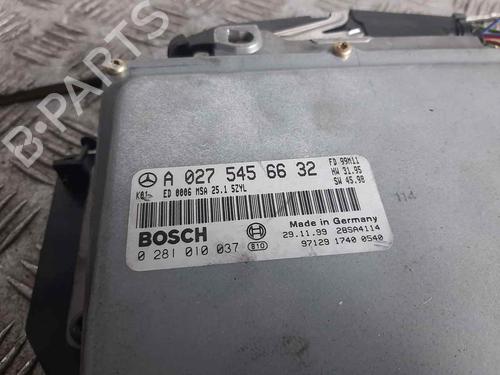 B-PARTS
A 027 545 66 32
FD 99M11
HW 31.95
SW 45.98
K01 ED 0006 MSA 25.1 5ZYL
BOSCH
0 281 010 037 B10
Made in Germany
29.11.99 28SA4114
97129 1740 0540
114